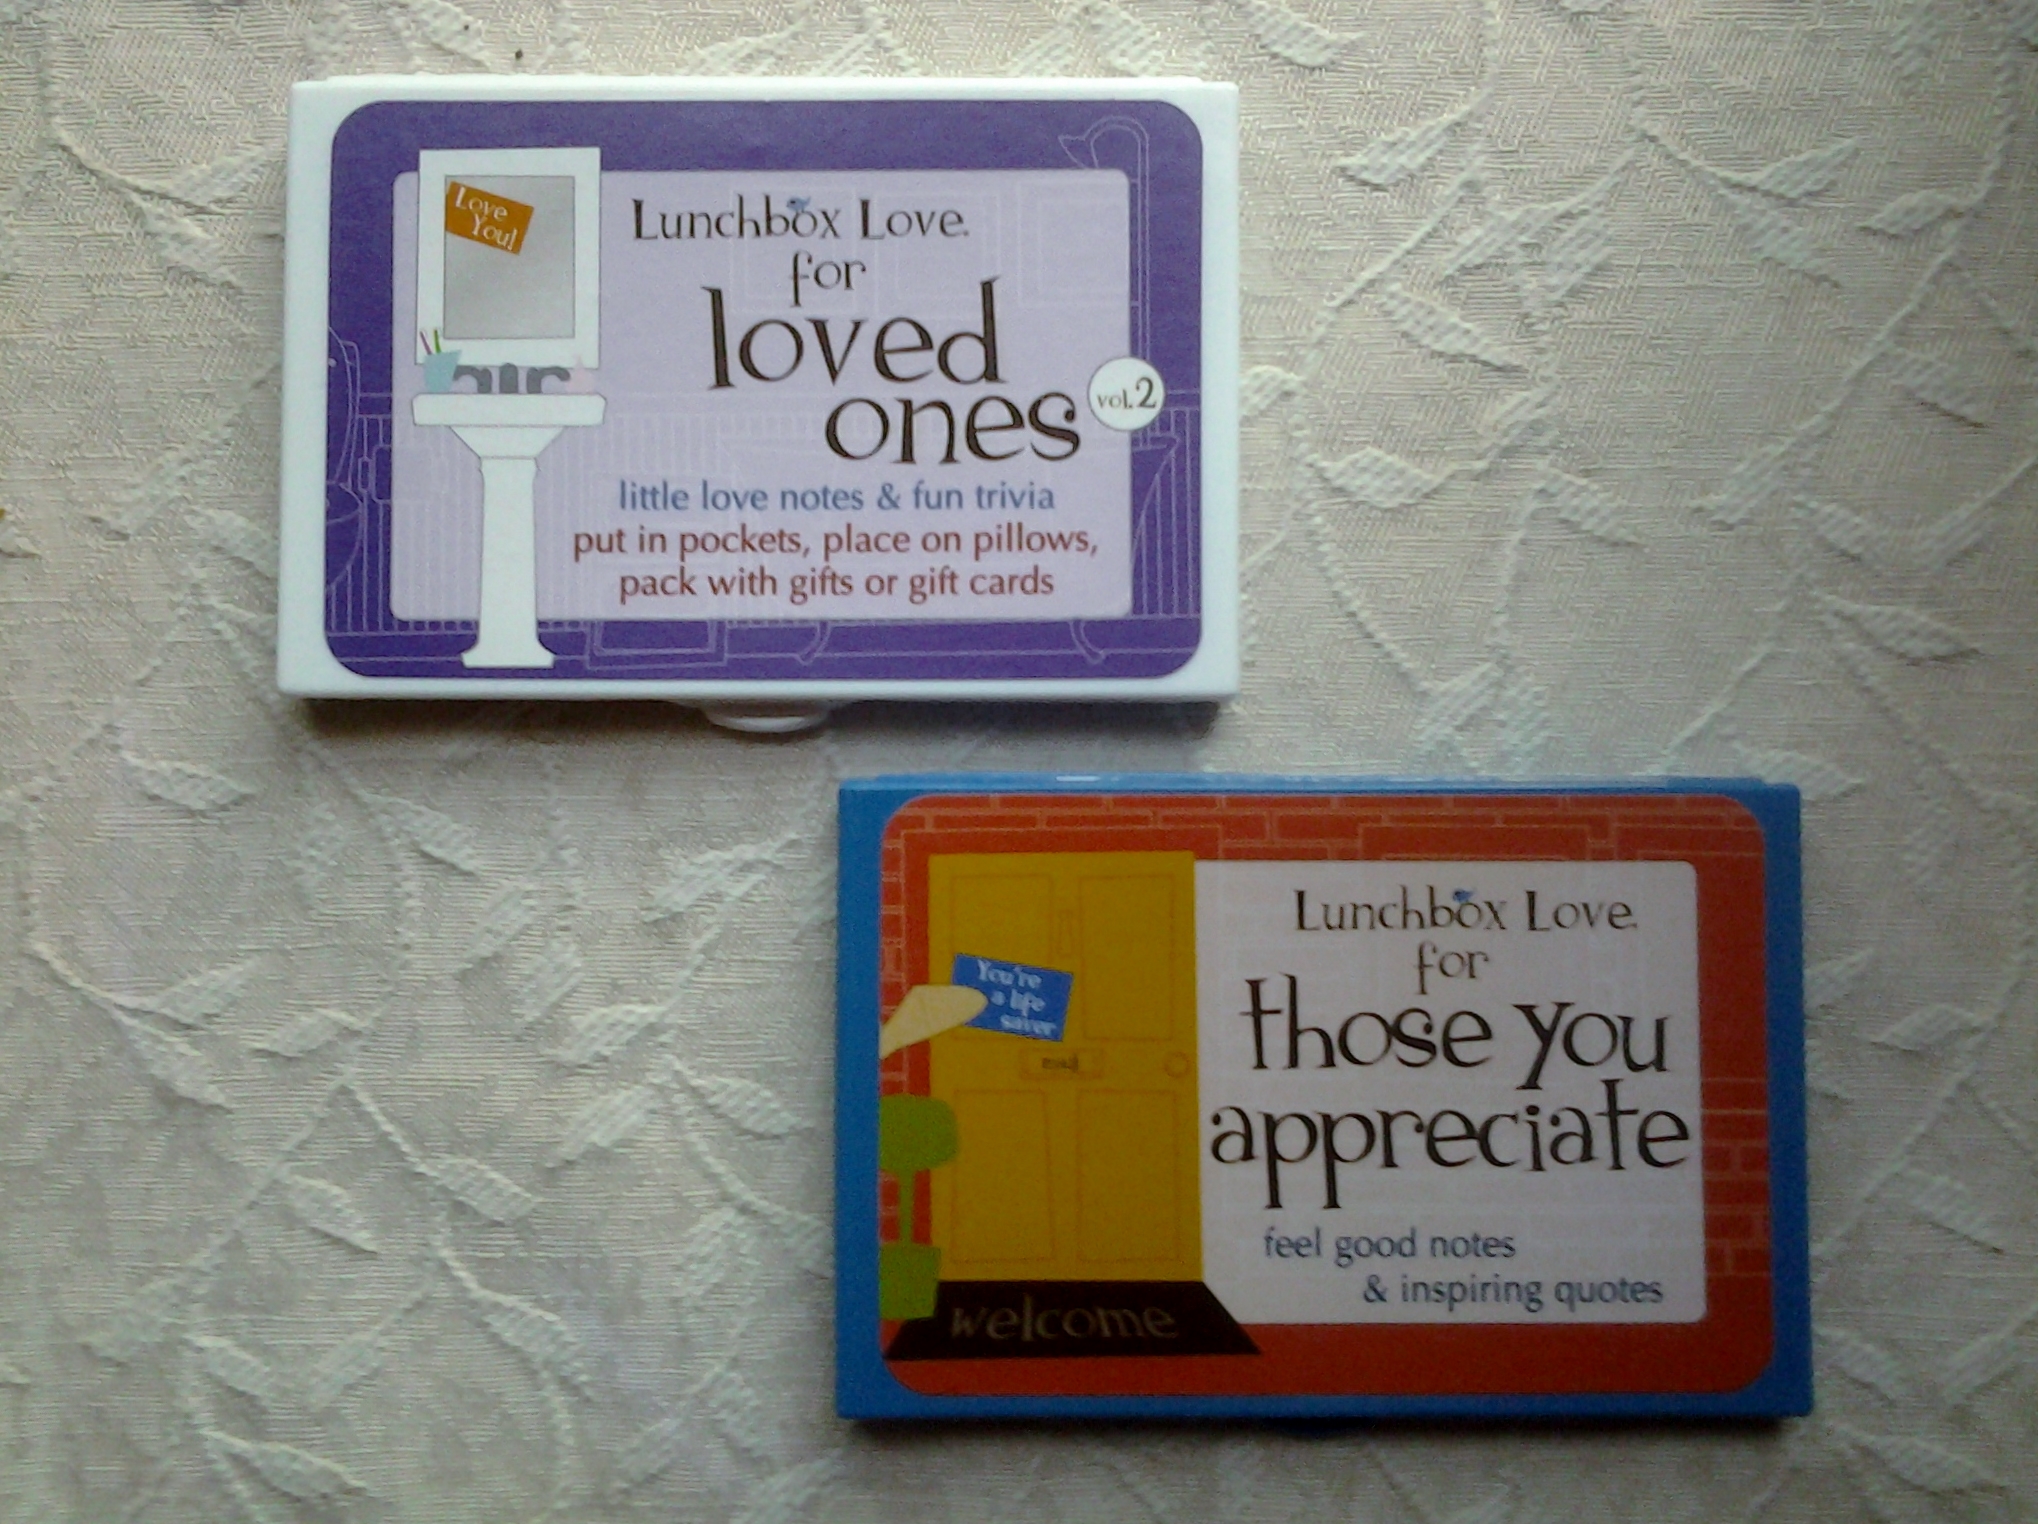 Love
You!
Lunchbox Love.
for
loved
ones
vol.2
little love notes & fun trivia
put in pockets, place on pillows,
pack with gifts or gift cards
You're
a life
saver
mail
Lunchbox Love.
for
those you
appreciate
feel good notes
& inspiring quotes
welcome